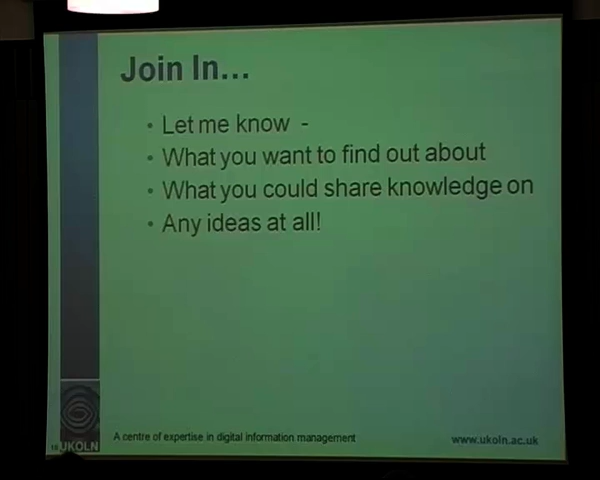 Join In...
• Let me know -
• What you want to find out about
• What you could share knowledge on
• Any ideas at all!
UKOLN
A centre of expertise in digital information management
www.ukoln.ac.uk